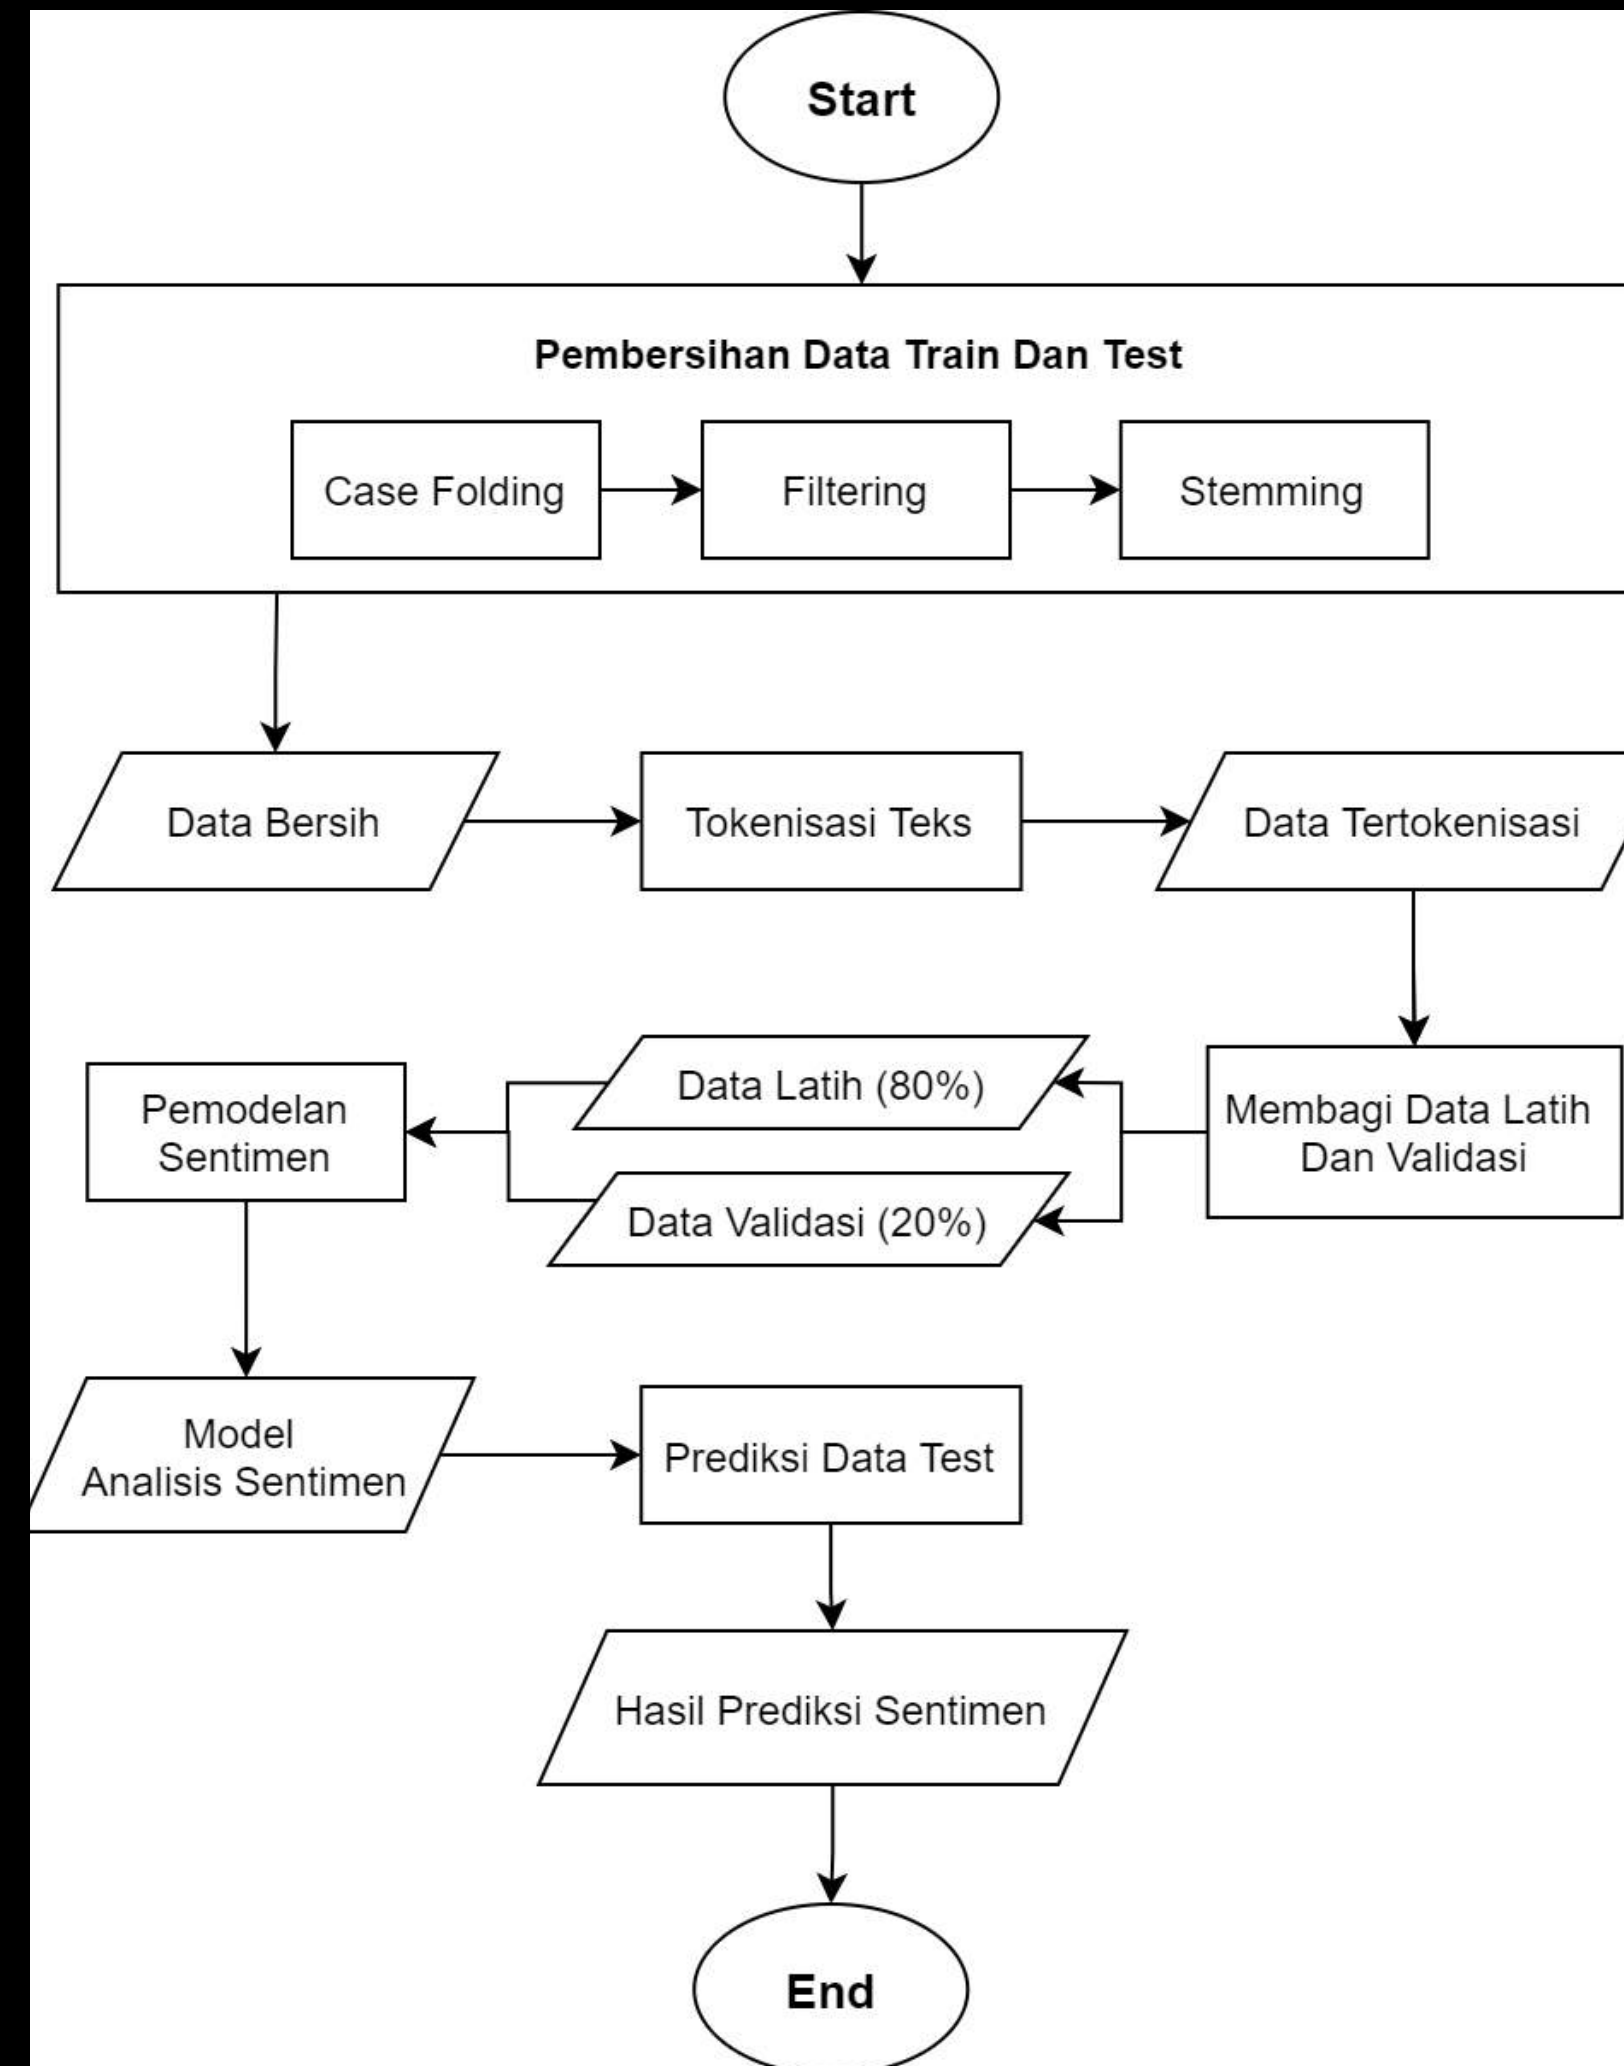 Start
Pembersihan Data Train Dan Test
Case Folding
Filtering
Stemming
Data Bersih
Tokenisasi Teks
Data Tertokenisasi
Membagi Data Latih
Dan Validasi
Data Latih (80%)
Data Validasi (20%)
Pemodelan
Sentimen
Model
Analisis Sentimen
Prediksi Data Test
Hasil Prediksi Sentimen
End